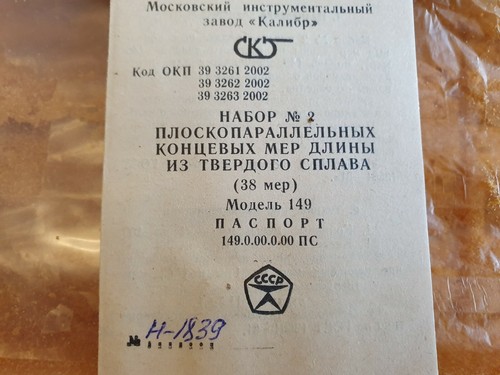 Московский инструментальный
завод «Калибр»
СКБ
Код ОКП 39 3261 2002
39 3262 2002
39 3263 2002
НАБОР № 2
ПЛОСКОПАРАЛЛЕЛЬНЫХ
КОНЦЕВЫХ МЕР ДЛИНЫ
ИЗ ТВЕРДОГО СПЛАВА
(38 мер)
Модель 149
ПАСПОРТ
149.0.00.0.00 ПС
СССР
№ Н-1839